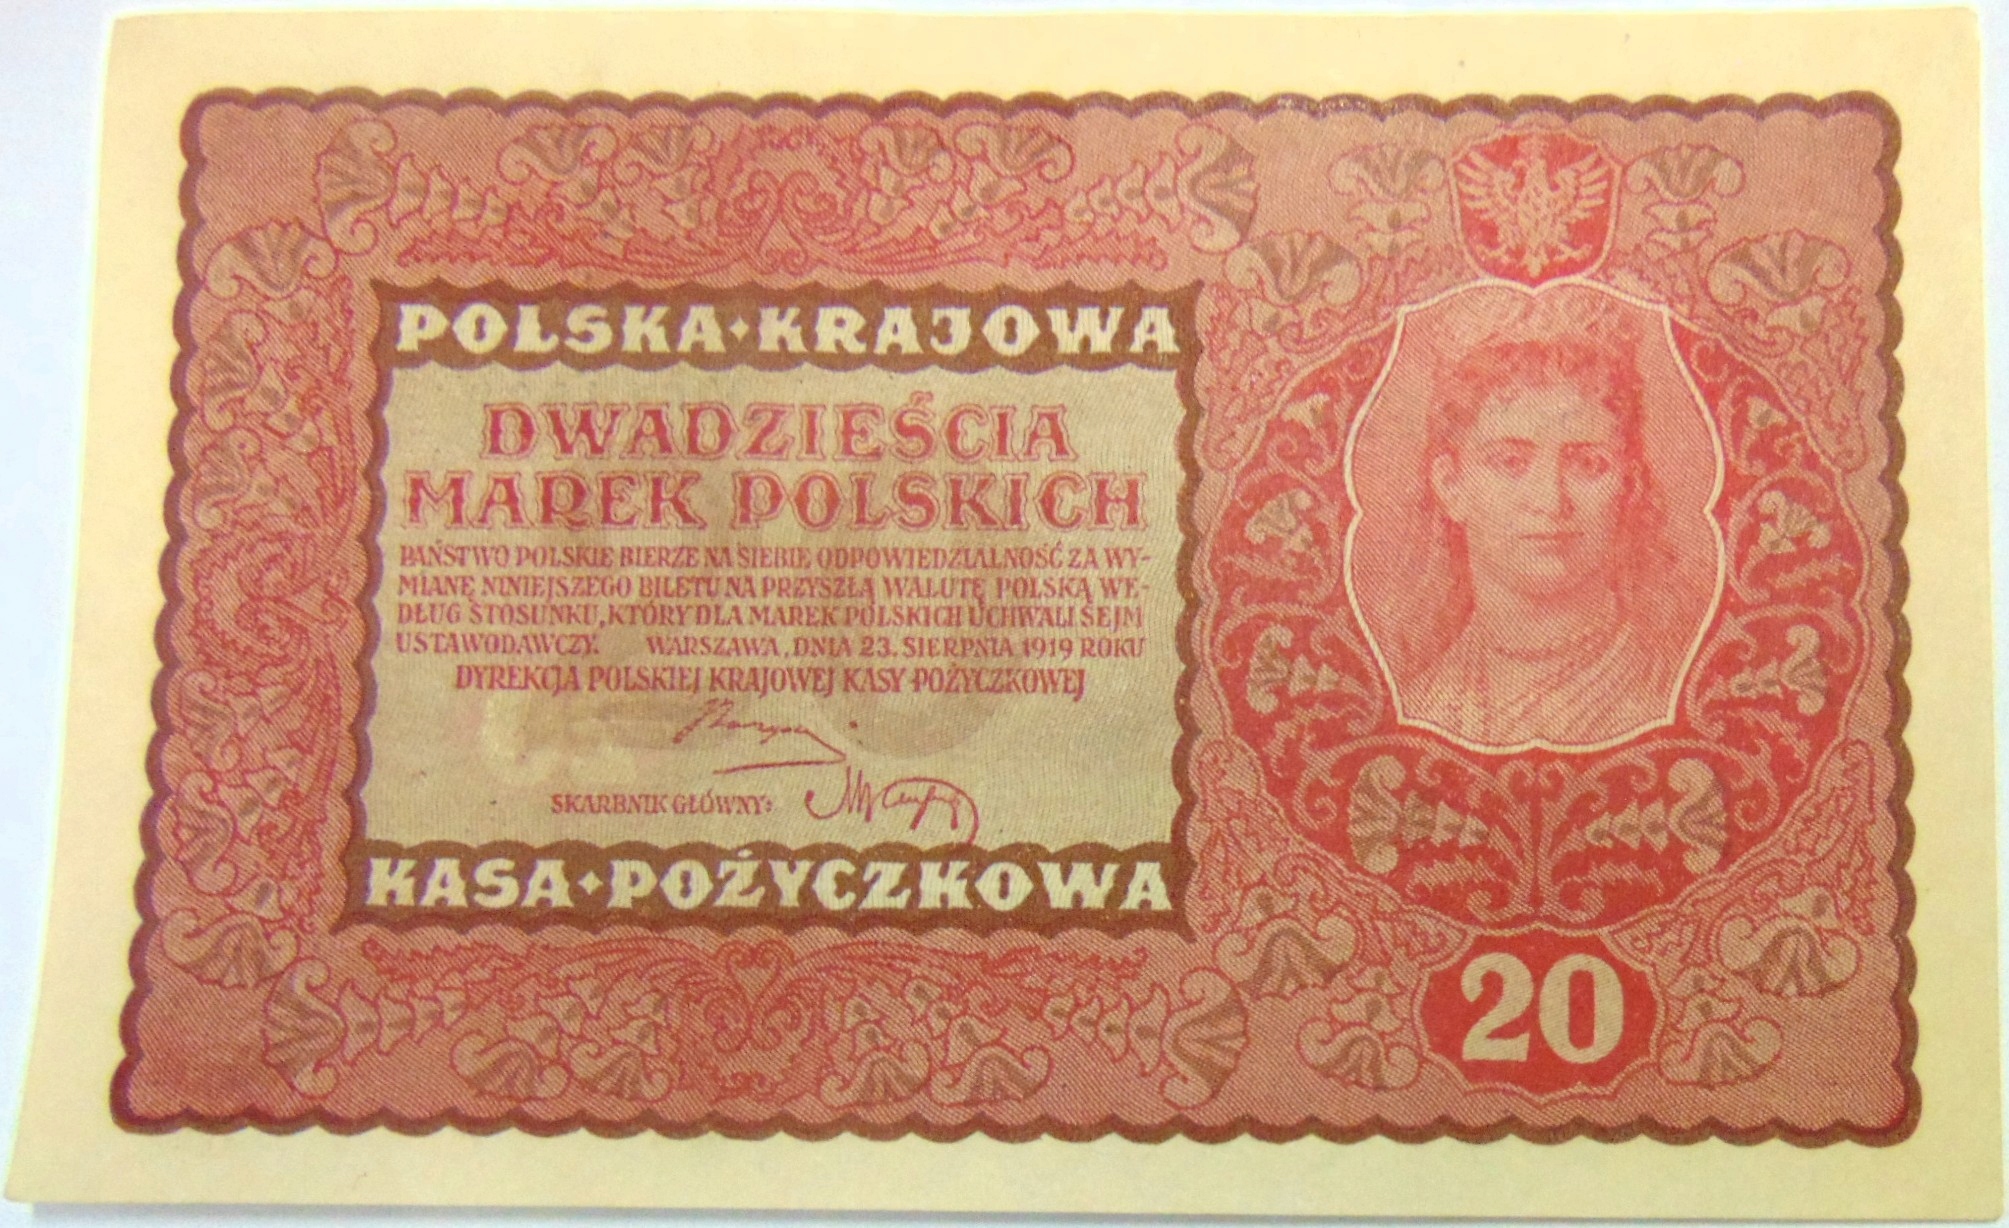 POLSKA·KRAJOWA
DWADZIEŚCIA
MAREK POLSKICH
PAŃSTWO POLSKIE BIERZE NA SIEBIE ODPOWIEDZIALNOŚĆ ZA WY-
MIANĘ NINIEJSZEGO BILETU NA PRZYSZŁĄ WALUTĘ POLSKĄ WE-
DŁUG STOSUNKU, KTÓRY DLA MAREK POLSKICH UCHWALI SEJM
USTAWODAWCZY. WARSZAWA, DNIA 23. SIERPNIA 1919 ROKU
DYREKCJA POLSKIEJ KRAJOWEJ KASY POŻYCZKOWEJ
SKARBNIK GŁÓWNY:
KASA·POŻYCZKOWA
20